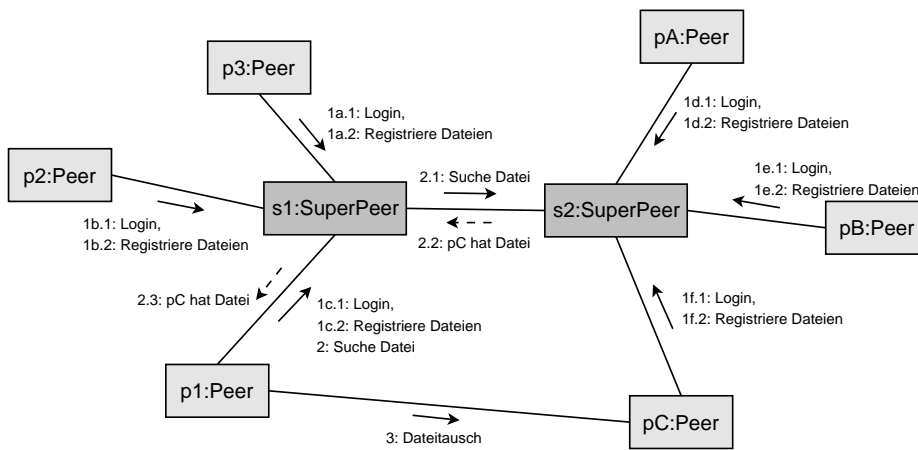 pA:Peer
p3:Peer
1a.1: Login,
1a.2: Registriere Dateien
1d.1: Login,
1d.2: Registriere Dateien
p2:Peer
2.1: Suche Datei
1e.1: Login,
1e.2: Registriere Dateien
s1:SuperPeer
s2:SuperPeer
1b.1: Login,
1b.2: Registriere Dateien
2.2: pC hat Datei
pB:Peer
2.3: pC hat Datei
1c.1: Login,
1c.2: Registriere Dateien
2: Suche Datei
1f.1: Login,
1f.2: Registriere Dateien
p1:Peer
pC:Peer
3: Dateitausch